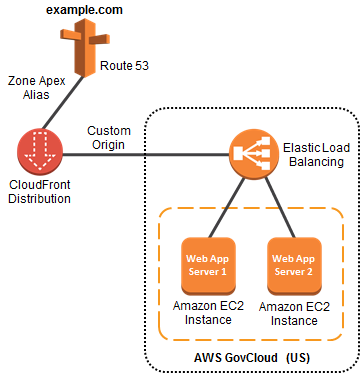 example.com
Route 53
Zone Apex
Alias
Custom
Origin
Elastic Load
Balancing
CloudFront
Distribution
Web App
Server 1
Web App
Server 2
Amazon EC2
Instance
Amazon EC2
Instance
AWS GovCloud (US)